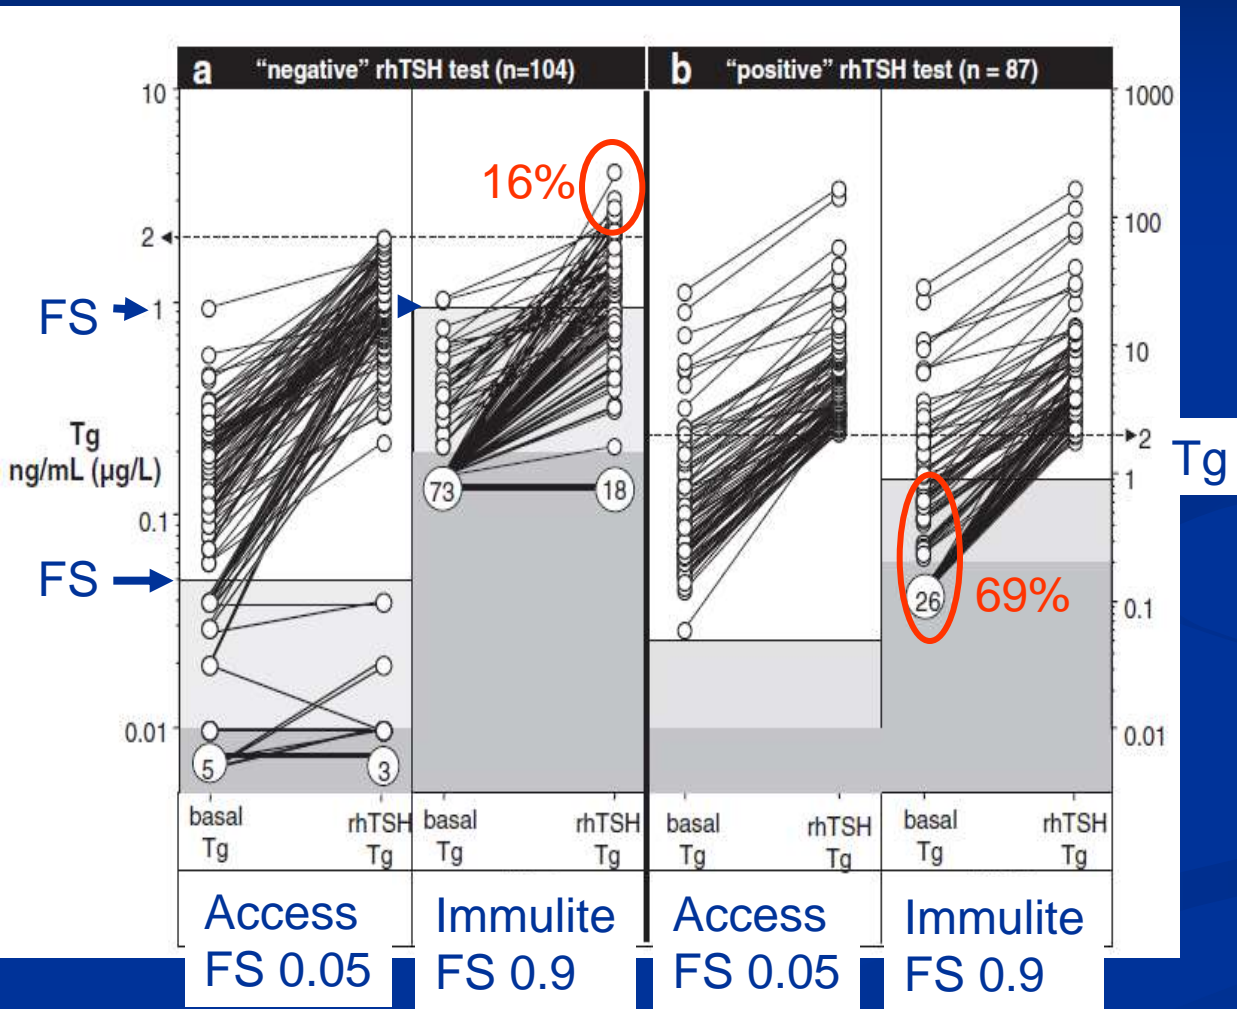 a "negative" rhTSH test (n=104)
b "positive" rhTSH test (n = 87)
10
2
1
0.1
0.01
FS
FS
Tg
ng/mL (µg/L)
16%
73
18
5
3
26
69%
1000
100
10
2
1
0.1
0.01
Tg
basal
Tg
rhTSH
Tg
basal
Tg
rhTSH
Tg
basal
Tg
rhTSH
Tg
basal
Tg
rhTSH
Tg
Access
FS 0.05
Immulite
FS 0.9
Access
FS 0.05
Immulite
FS 0.9